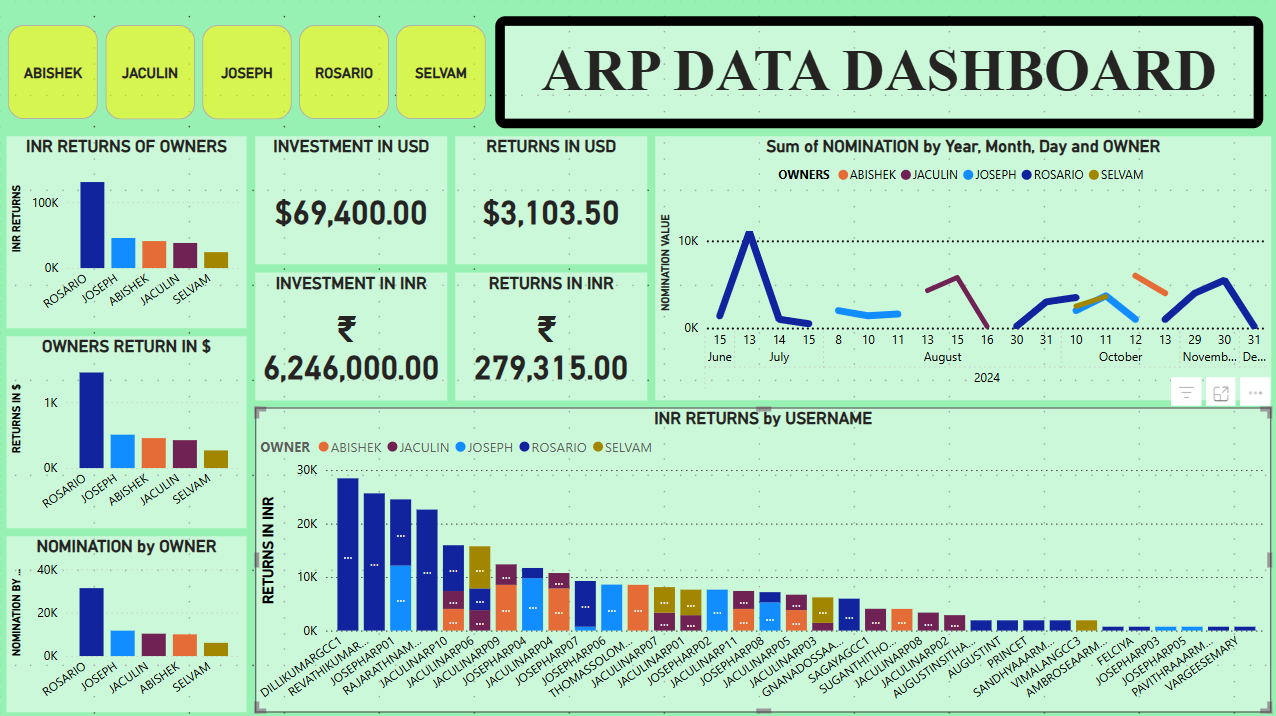 ABISHEK
JACULIN
JOSEPH
ROSARIO
SELVAM
ARP DATA DASHBOARD
INR RETURNS OF OWNERS
INR RETURNS
100K
0K
ROSARIO
JOSEPH
ABISHEK
JACULIN
SELVAM
OWNERS RETURN IN $
RETURNS IN $
1K
0K
ROSARIO
JOSEPH
ABISHEK
JACULIN
SELVAM
NOMINATION by OWNER
NOMINATION BY ...
40K
20K
0K
ROSARIO
JOSEPH
JACULIN
ABISHEK
SELVAM
INVESTMENT IN USD
$69,400.00
RETURNS IN USD
$3,103.50
INVESTMENT IN INR
₹
6,246,000.00
RETURNS IN INR
₹
279,315.00
Sum of NOMINATION by Year, Month, Day and OWNER
OWNERS ABISHEK JACULIN JOSEPH ROSARIO SELVAM
NOMINATION VALUE
10K
0K
15 13 14 15 8 10 11 13 15 16 30 31 10 11 12 13 29 30 31
June July August October Novemb... De...
2024
INR RETURNS by USERNAME
OWNER ABISHEK JACULIN JOSEPH ROSARIO SELVAM
RETURNS IN INR
30K
20K
10K
0K
DILLIKUMARGCC1
REVATHIKUMAR...
JOSEPHARP01
RAJARATHNAN...
JACULINARP10
JACULINARP06
JACULINARP09
JOSEPHARP04
JACULINARP04
JOSEPHARP07
JOSEPHARP06
THOMASSOLOM...
JACULINARP07
JACULINARP01
JOSEPHARP02
JACULINARP11
JOSEPHARP08
JACULINARP05
JACULINARP03
GNANADOSSAA...
SAGAYAGCC1
SUGANTHITHO...
JACULINARP08
JACULINARP02
AUGUSTINSITHA...
AUGUSTINT
PRINCET
SANDHYAAARM...
VIMALANGCC3
AMBROSEAARM...
FELCIYA
JOSEPHARP03
JOSEPHARP05
PAVITHRAAARM...
VARGEESEMARY